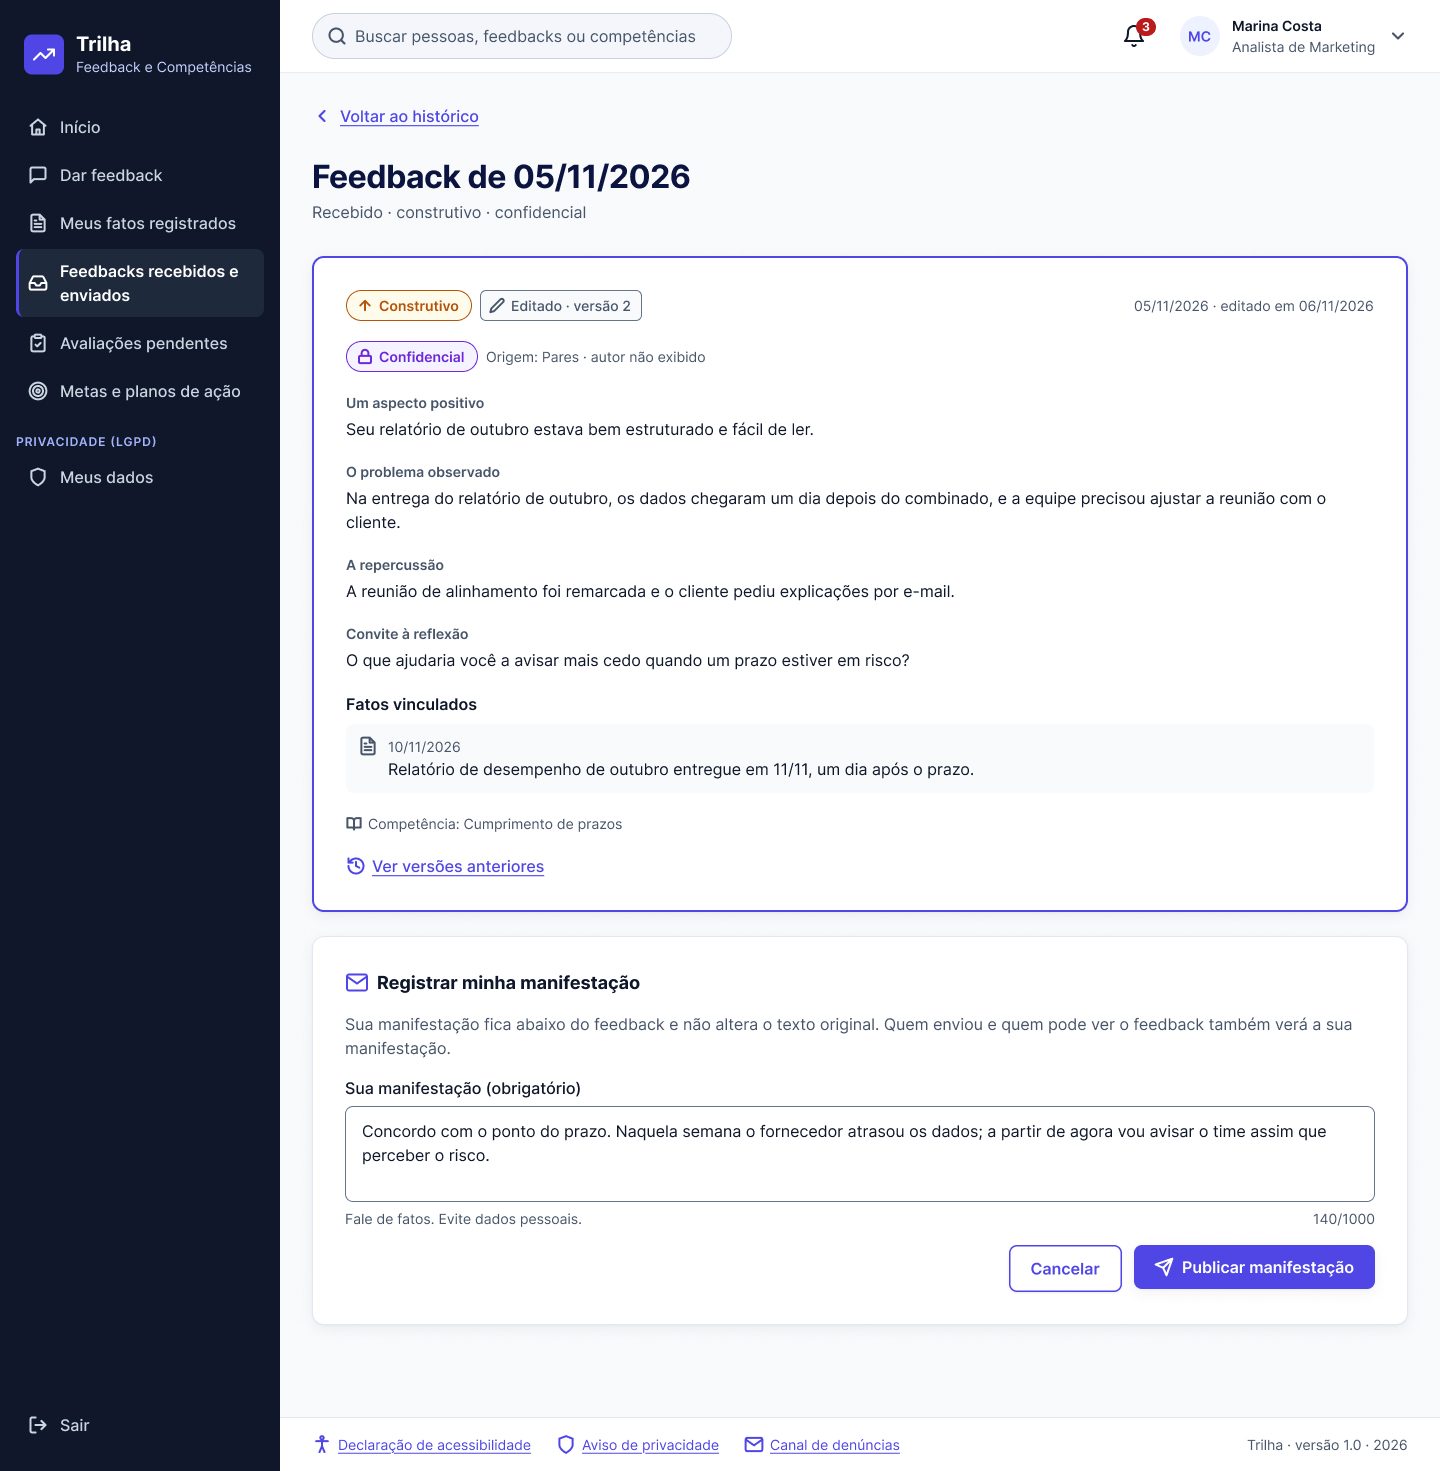 Trilha
Feedback e Competências
Início
Dar feedback
Meus fatos registrados
Feedbacks recebidos e
enviados
Avaliações pendentes
Metas e planos de ação
PRIVACIDADE (LGPD)
Meus dados
Sair
Buscar pessoas, feedbacks ou competências
3
MC
Marina Costa
Analista de Marketing
Voltar ao histórico
Feedback de 05/11/2026
Recebido · construtivo · confidencial
Construtivo
Editado · versão 2
05/11/2026 · editado em 06/11/2026
Confidencial
Origem: Pares · autor não exibido
Um aspecto positivo
Seu relatório de outubro estava bem estruturado e fácil de ler.
O problema observado
Na entrega do relatório de outubro, os dados chegaram um dia depois do combinado, e a equipe precisou ajustar a reunião com o
cliente.
A repercussão
A reunião de alinhamento foi remarcada e o cliente pediu explicações por e-mail.
Convite à reflexão
O que ajudaria você a avisar mais cedo quando um prazo estiver em risco?
Fatos vinculados
10/11/2026
Relatório de desempenho de outubro entregue em 11/11, um dia após o prazo.
Competência: Cumprimento de prazos
Ver versões anteriores
Registrar minha manifestação
Sua manifestação fica abaixo do feedback e não altera o texto original. Quem enviou e quem pode ver o feedback também verá a sua
manifestação.
Sua manifestação (obrigatório)
Concordo com o ponto do prazo. Naquela semana o fornecedor atrasou os dados; a partir de agora vou avisar o time assim que
perceber o risco.
Fale de fatos. Evite dados pessoais.
140/1000
Cancelar
Publicar manifestação
Declaração de acessibilidade
Aviso de privacidade
Canal de denúncias
Trilha · versão 1.0 · 2026